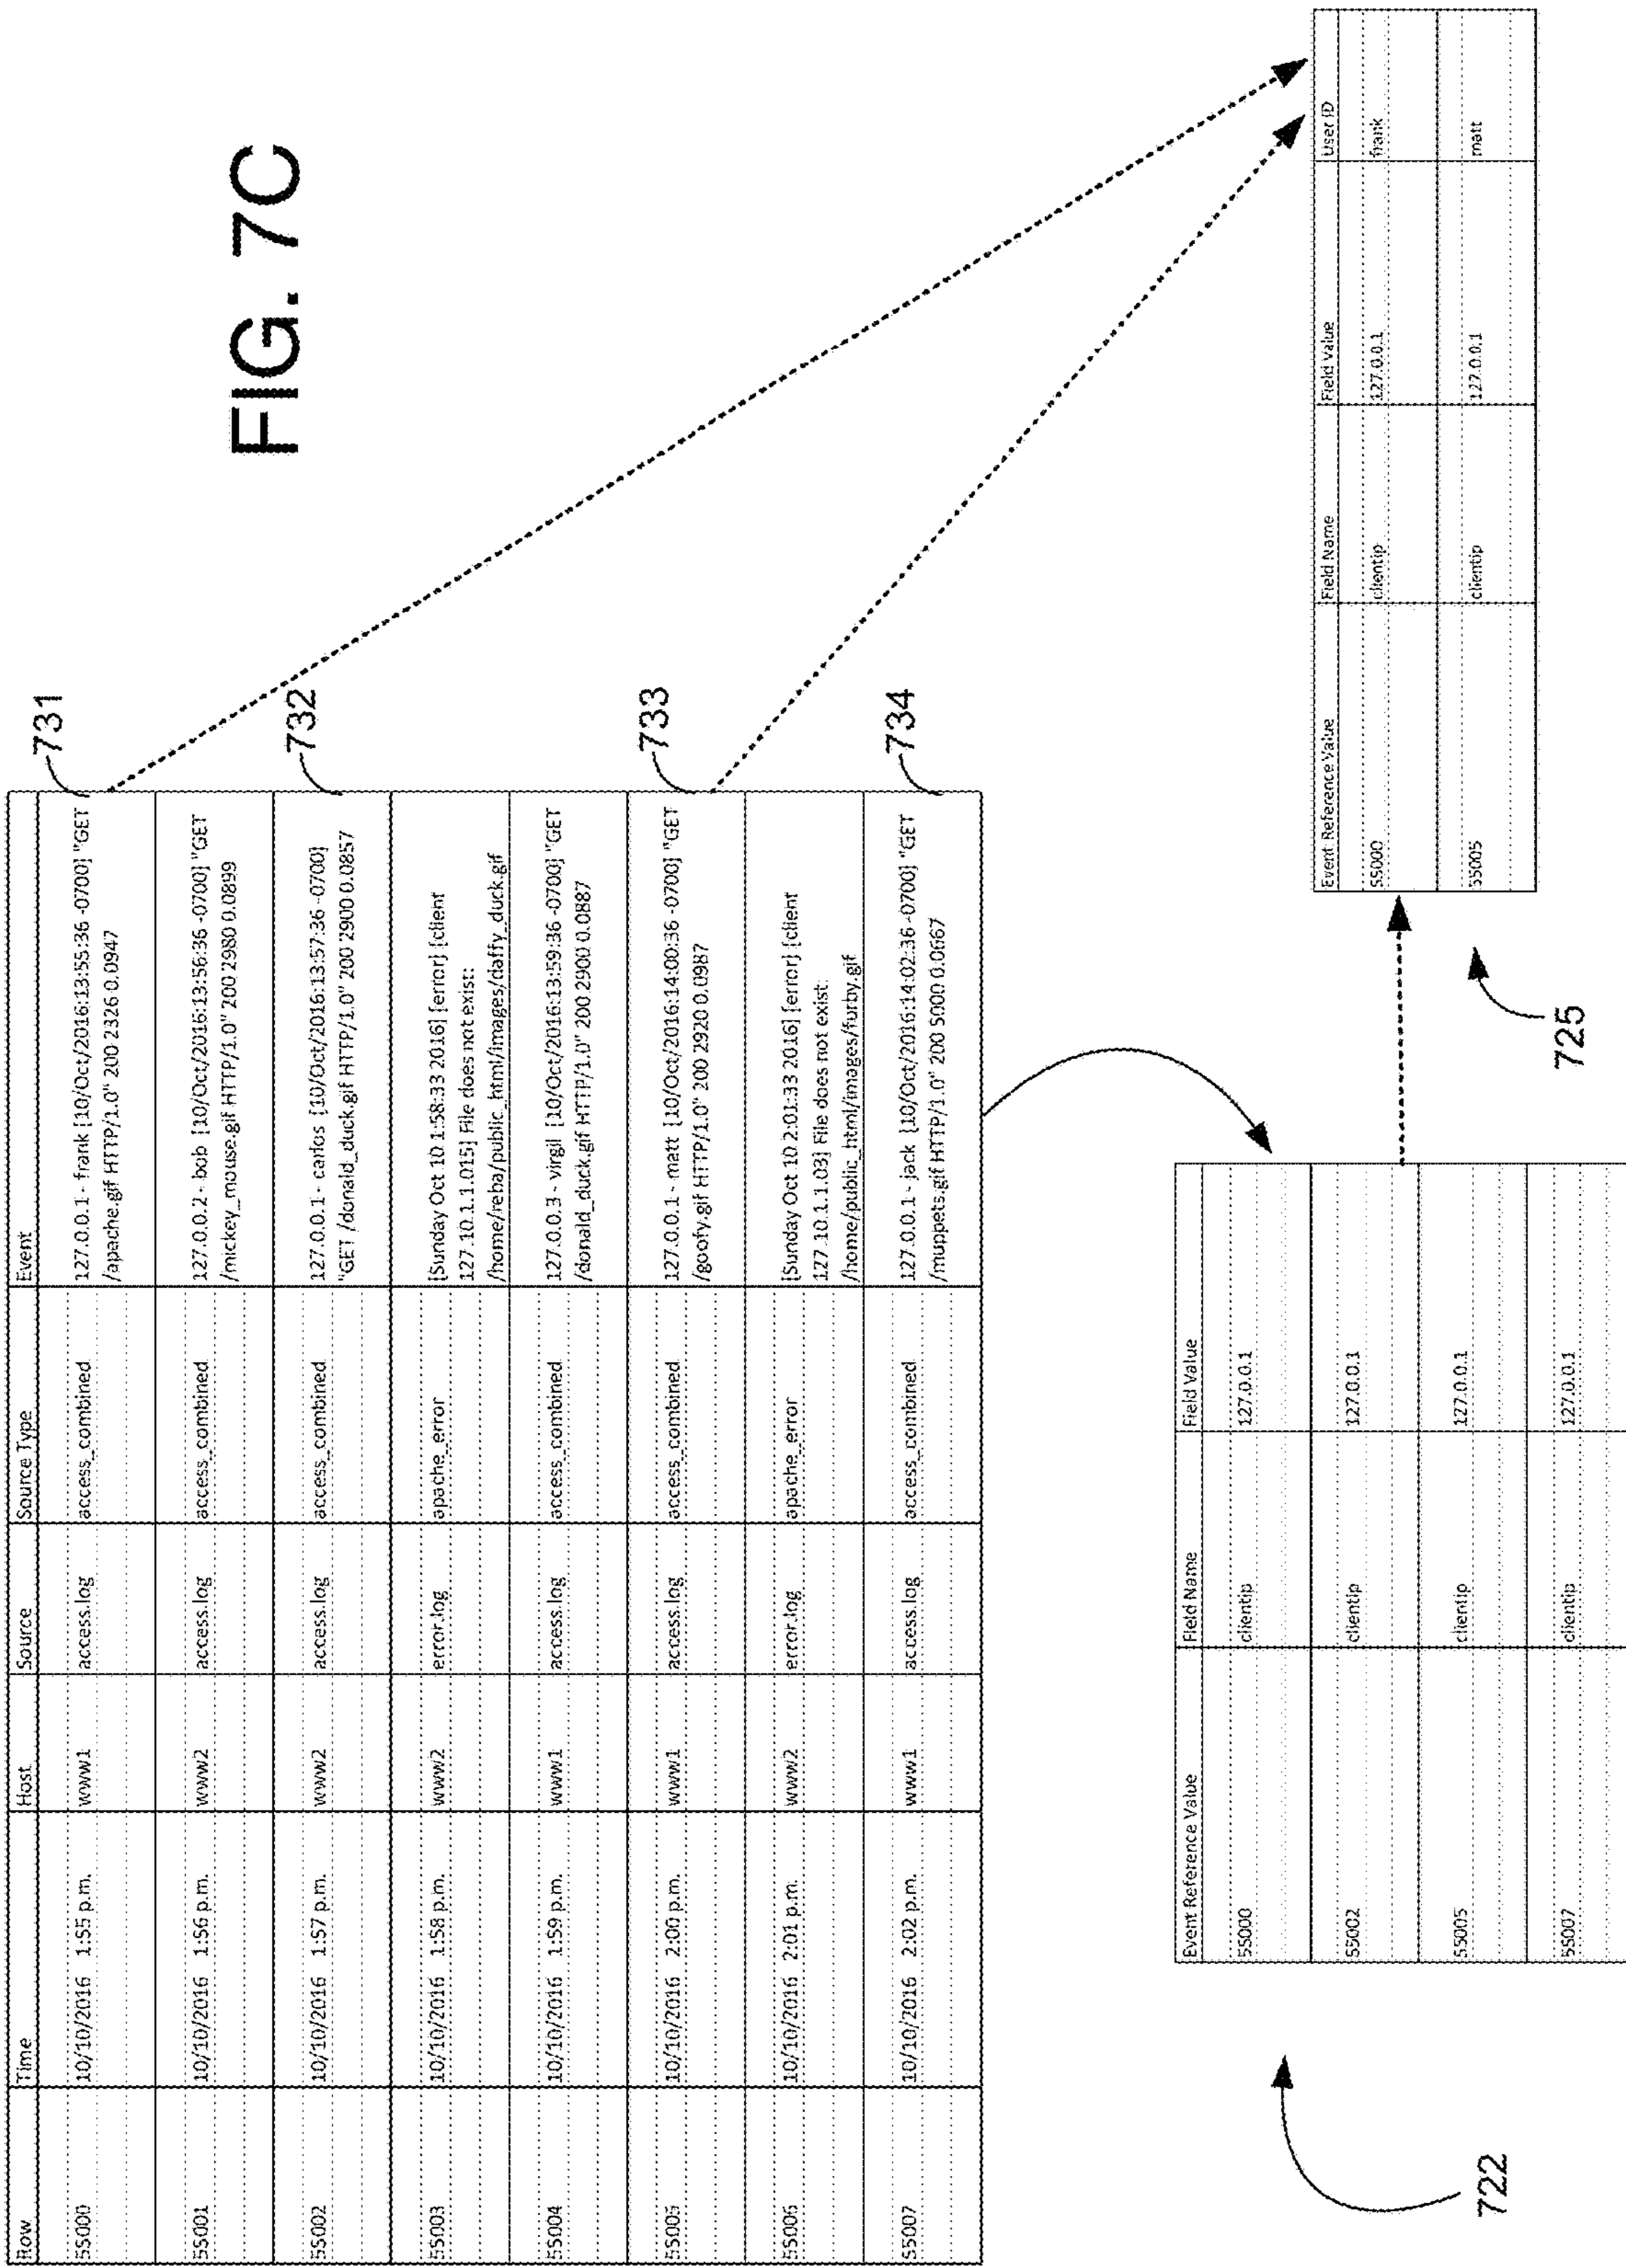 FIG. 7C
Row Time Host Source Source Type Event
55000 10/10/2016 1:55 p.m. www1 access.log access_combined 127.0.0.1 - frank [10/Oct/2016:13:55:36 -0700] "GET
/apache.gif HTTP/1.0" 200 2326 0.0947
731
55001 10/10/2016 1:56 p.m. www2 access.log access_combined 127.0.0.2 - bob [10/Oct/2016:13:56:36 -0700] "GET
/mickey_mouse.gif HTTP/1.0" 200 2980 0.0899
55002 10/10/2016 1:57 p.m. www2 access.log access_combined 127.0.0.1 - carlos [10/Oct/2016:13:57:36 -0700]
"GET /donald_duck.gif HTTP/1.0" 200 2900 0.0857
732
55003 10/10/2016 1:58 p.m. www2 error.log apache_error [Sunday Oct 10 1:58:33 2016] [error] [client
127.10.1.1.015] File does not exist:
/home/reba/public_html/images/daffy_duck.gif
55004 10/10/2016 1:59 p.m. www1 access.log access_combined 127.0.0.3 - virgil [10/Oct/2016:13:59:36 -0700] "GET
/donald_duck.gif HTTP/1.0" 200 2900 0.0887
55005 10/10/2016 2:00 p.m. www1 access.log access_combined 127.0.0.1 - matt [10/Oct/2016:14:00:36 -0700] "GET
/goofy.gif HTTP/1.0" 200 2920 0.0987
733
55006 10/10/2016 2:01 p.m. www2 error.log apache_error [Sunday Oct 10 2:01:33 2016] [error] [client
127.10.1.1.03] File does not exist:
/home/public_html/images/furby.gif
55007 10/10/2016 2:02 p.m. www1 access.log access_combined 127.0.0.1 - jack [10/Oct/2016:14:02:36 -0700] "GET
/muppets.gif HTTP/1.0" 200 5000 0.0667
734
722
Event Reference Value Field Name Field Value
55000 clientip 127.0.0.1
55002 clientip 127.0.0.1
55005 clientip 127.0.0.1
55007 clientip 127.0.0.1
725
Event Reference Value Field Name Field Value User ID
55000 clientip 127.0.0.1 frank
55005 clientip 127.0.0.1 matt